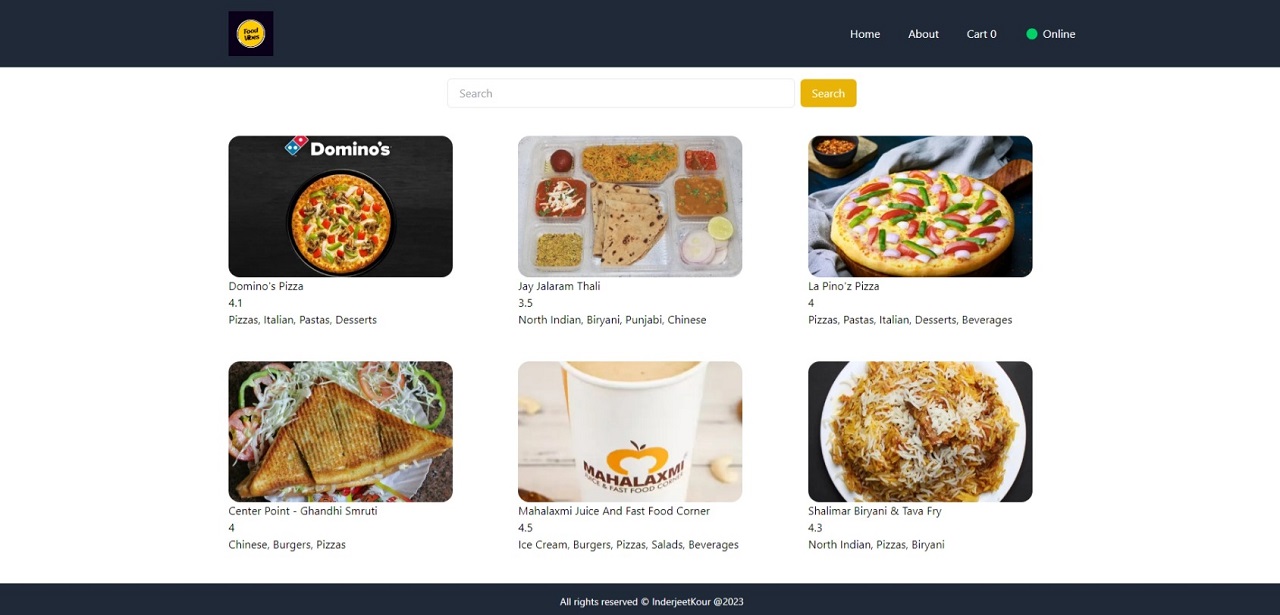 Food
Vibes
Home
About
Cart 0
Online
Search
Search
Domino's
Domino's Pizza
4.1
Pizzas, Italian, Pastas, Desserts
Jay Jalaram Thali
3.5
North Indian, Biryani, Punjabi, Chinese
La Pino'z Pizza
4
Pizzas, Pastas, Italian, Desserts, Beverages
Center Point - Ghandhi Smruti
4
Chinese, Burgers, Pizzas
MAHALAXMI
JUICE & FAST FOOD CORNER
Mahalaxmi Juice And Fast Food Corner
4.5
Ice Cream, Burgers, Pizzas, Salads, Beverages
Shalimar Biryani & Tava Fry
4.3
North Indian, Pizzas, Biryani
All rights reserved © InderjeetKour @2023